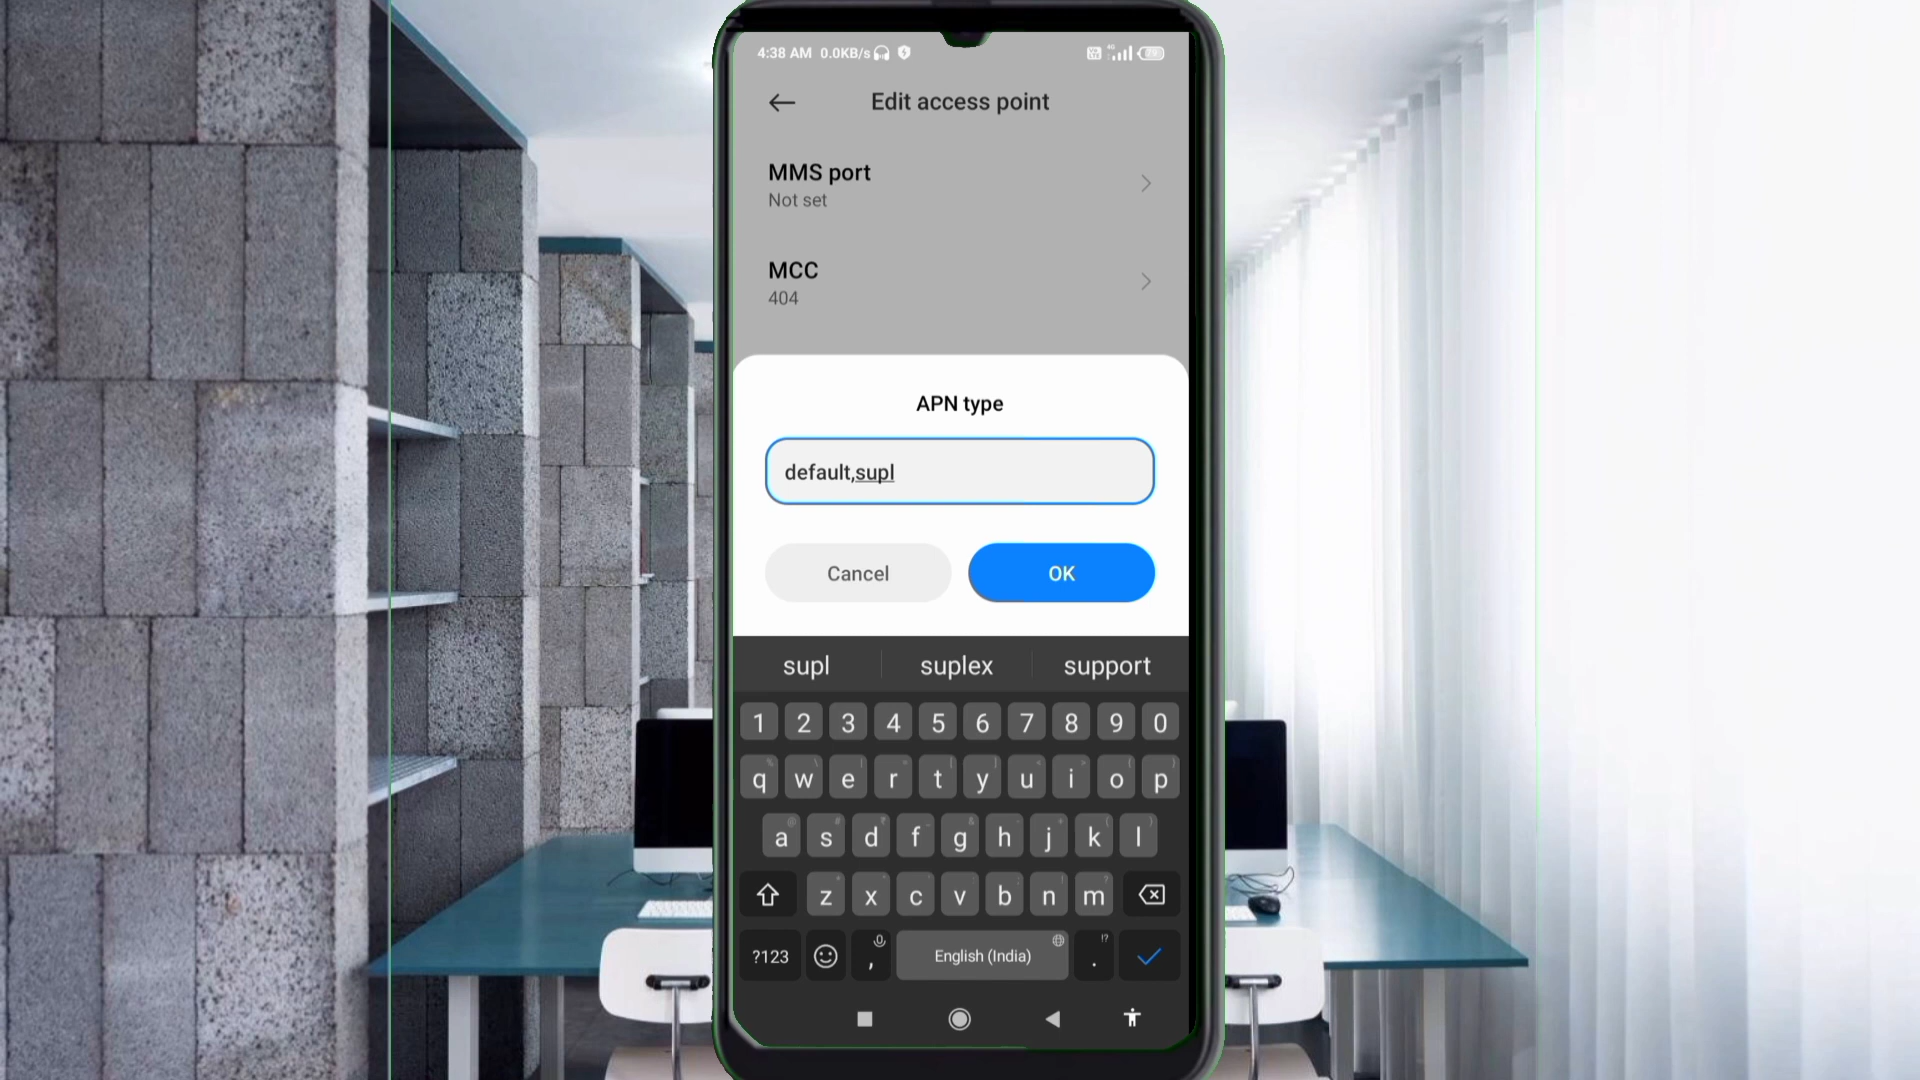 4:38 AM 0.0KB/s 4G
Edit access point
MMS port
Not set
MCC
404
APN type
default,supl
Cancel OK
supl suplex support
1 2 3 4 5 6 7 8 9 0
q w e r t y u i o p
a s d f g h j k l
z x c v b n m
?123 , English (India) . !?